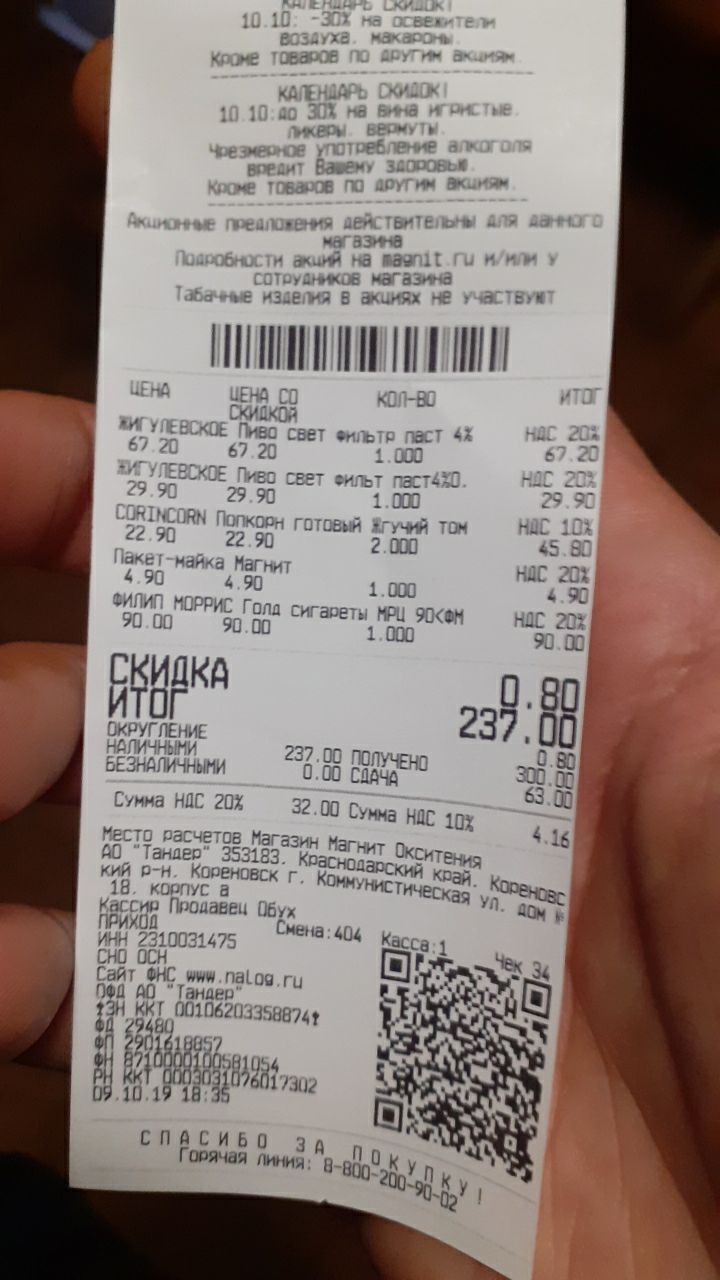 КАЛЕНДАРЬ СКИДОК!
10.10: -30% на освежители
воздуха. макароны.
Кроме товаров по другим акциям.
КАЛЕНДАРЬ СКИДОК!
10.10:до 30% на вина игристые.
ликеры. вермуты.
Чрезмерное употребление алкоголя
вредит Вашему здоровью.
Кроме товаров по другим акциям.
Акционные предложения действительны для данного
магазина
Подробности акций на magnit.ru и/или у
сотрудников магазина
Табачные изделия в акциях не участвуют
ЦЕНА ЦЕНА СО СКИДКОЙ КОЛ-ВО ИТОГ
ЖИГУЛЕВСКОЕ Пиво свет фильтр паст 4% НДС 20%
67.20 67.20 1.000 67.20
ЖИГУЛЕВСКОЕ Пиво свет фильт паст4%0. НДС 20%
29.90 29.90 1.000 29.90
CORINCORN Попкорн готовый Жгучий том НДС 10%
22.90 22.90 2.000 45.80
Пакет-майка Магнит НДС 20%
4.90 4.90 1.000 4.90
ФИЛИП МОРРИС Голд сигареты МРЦ 90<ФМ НДС 20%
90.00 90.00 1.000 90.00
СКИДКА 0.80
ИТОГ 237.00
ОКРУГЛЕНИЕ 0.80
НАЛИЧНЫМИ 237.00 ПОЛУЧЕНО 300.00
БЕЗНАЛИЧНЫМИ 0.00 СДАЧА 63.00
Сумма НДС 20% 32.00 Сумма НДС 10% 4.16
Место расчетов Магазин Магнит Окситения
АО "Тандер" 353183. Краснодарский край. Кореновс
кий р-н. Кореновск г. Коммунистическая ул. дом №
18. корпус а
Кассир Продавец Обух
ПРИХОД Смена:404 Касса:1 Чек 34
ИНН 2310031475
СНО ОСН
Сайт ФНС www.nalog.ru
ОФД АО "Тандер"
ЗН ККТ 00106203358874
ФД 29480
ФП 2901618857
ФН 8710000100581054
РН ККТ 0003031076017302
09.10.19 18:35
СПАСИБО ЗА ПОКУПКУ!
Горячая линия: 8-800-200-90-02